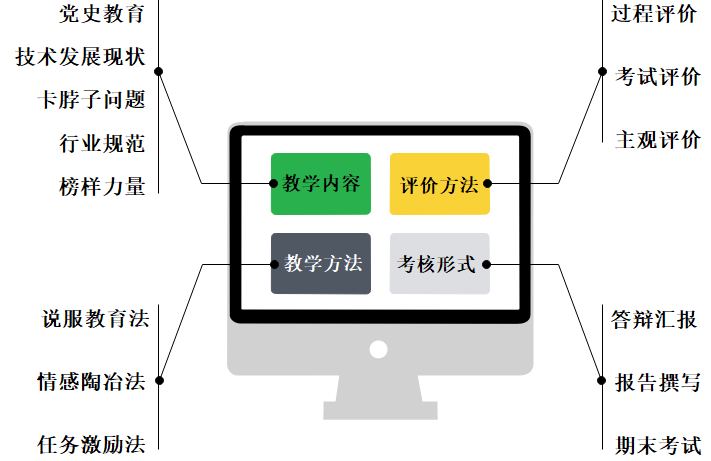 党史教育
技术发展现状
卡脖子问题
行业规范
榜样力量
过程评价
考试评价
主观评价
教学内容
评价方法
教学方法
考核形式
说服教育法
情感陶冶法
任务激励法
答辩汇报
报告撰写
期末考试